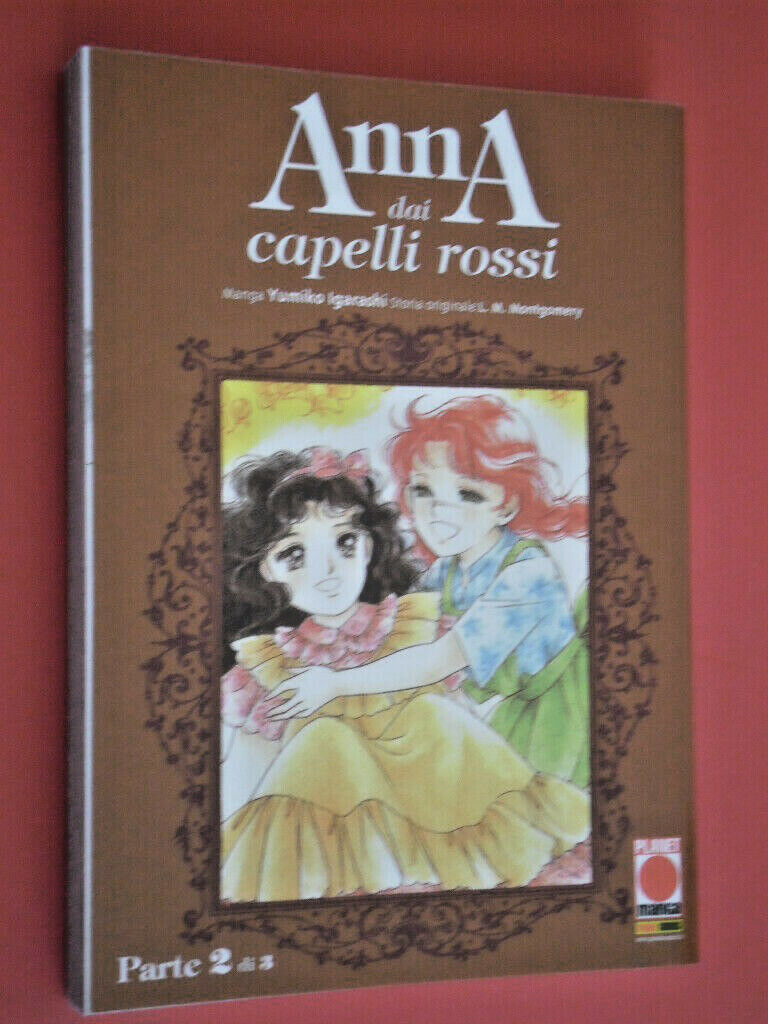 AnnA
dai
capelli rossi
Manga Yumiko Igarashi Storia originale L. M. Montgomery
PLANET
manga
Parte 2 di 3